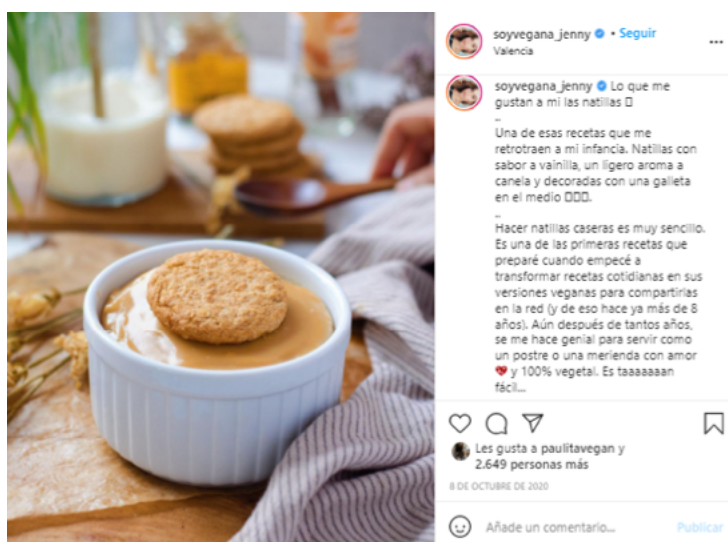 soyvegana_jenny • Seguir
Valencia
soyvegana_jenny Lo que me
gustan a mi las natillas
..
Una de esas recetas que me
retrotraen a mi infancia. Natillas con
sabor a vainilla, un ligero aroma a
canela y decoradas con una galleta
en el medio
..
Hacer natillas caseras es muy sencillo.
Es una de las primeras recetas que
preparé cuando empecé a
transformar recetas cotidianas en sus
versiones veganas para compartirlas
en la red (y de eso hace ya más de 8
años). Aún después de tantos años,
se me hace genial para servir como
un postre o una merienda con amor
💖 y 100% vegetal. Es taaaaaaan
fácil...
Les gusta a paulitavegan y
2.649 personas más
8 DE OCTUBRE DE 2020
Añade un comentario... Publicar